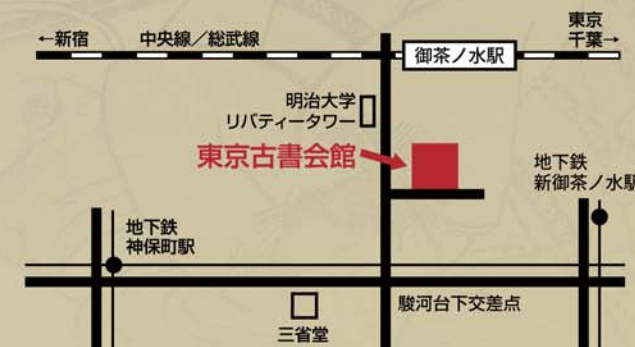 ←新宿
中央線／総武線
御茶ノ水駅
東京
千葉→
明治大学
リバティータワー
東京古書会館
地下鉄
新御茶ノ水駅
地下鉄
神保町駅
駿河台下交差点
三省堂